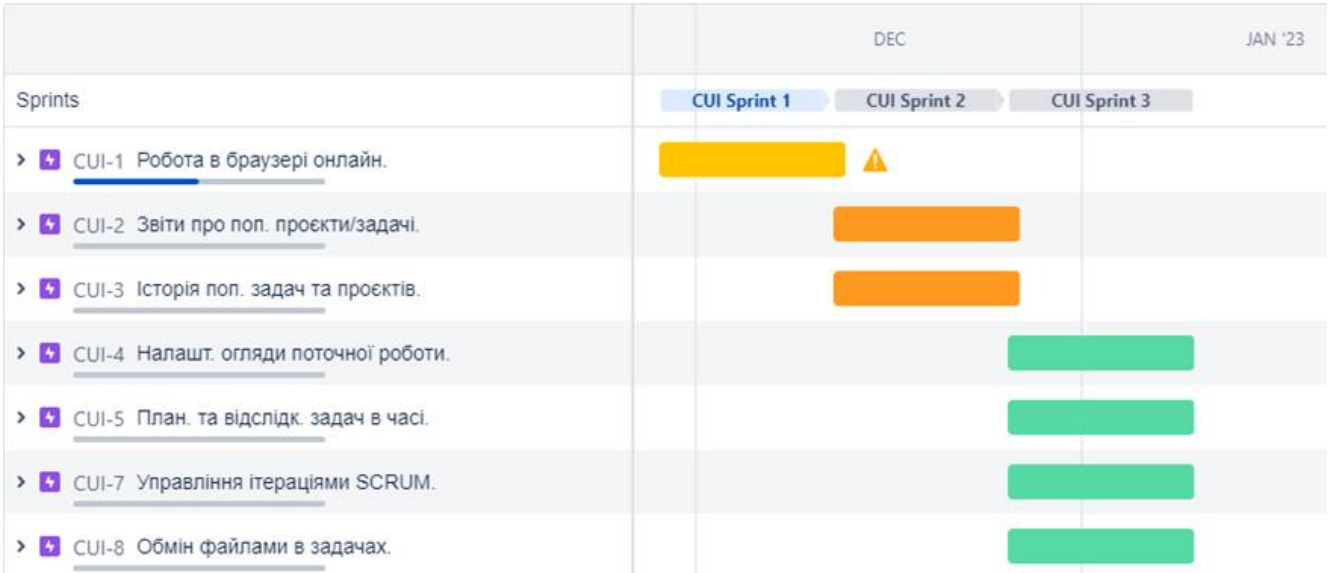 DEC JAN '23
Sprints CUI Sprint 1 CUI Sprint 2 CUI Sprint 3
CUI-1 Робота в браузері онлайн.
CUI-2 Звіти про поп. проєкти/задачі.
CUI-3 Історія поп. задач та проєктів.
CUI-4 Налашт. огляди поточної роботи.
CUI-5 План. та відслідк. задач в часі.
CUI-7 Управління ітераціями SCRUM.
CUI-8 Обмін файлами в задачах.